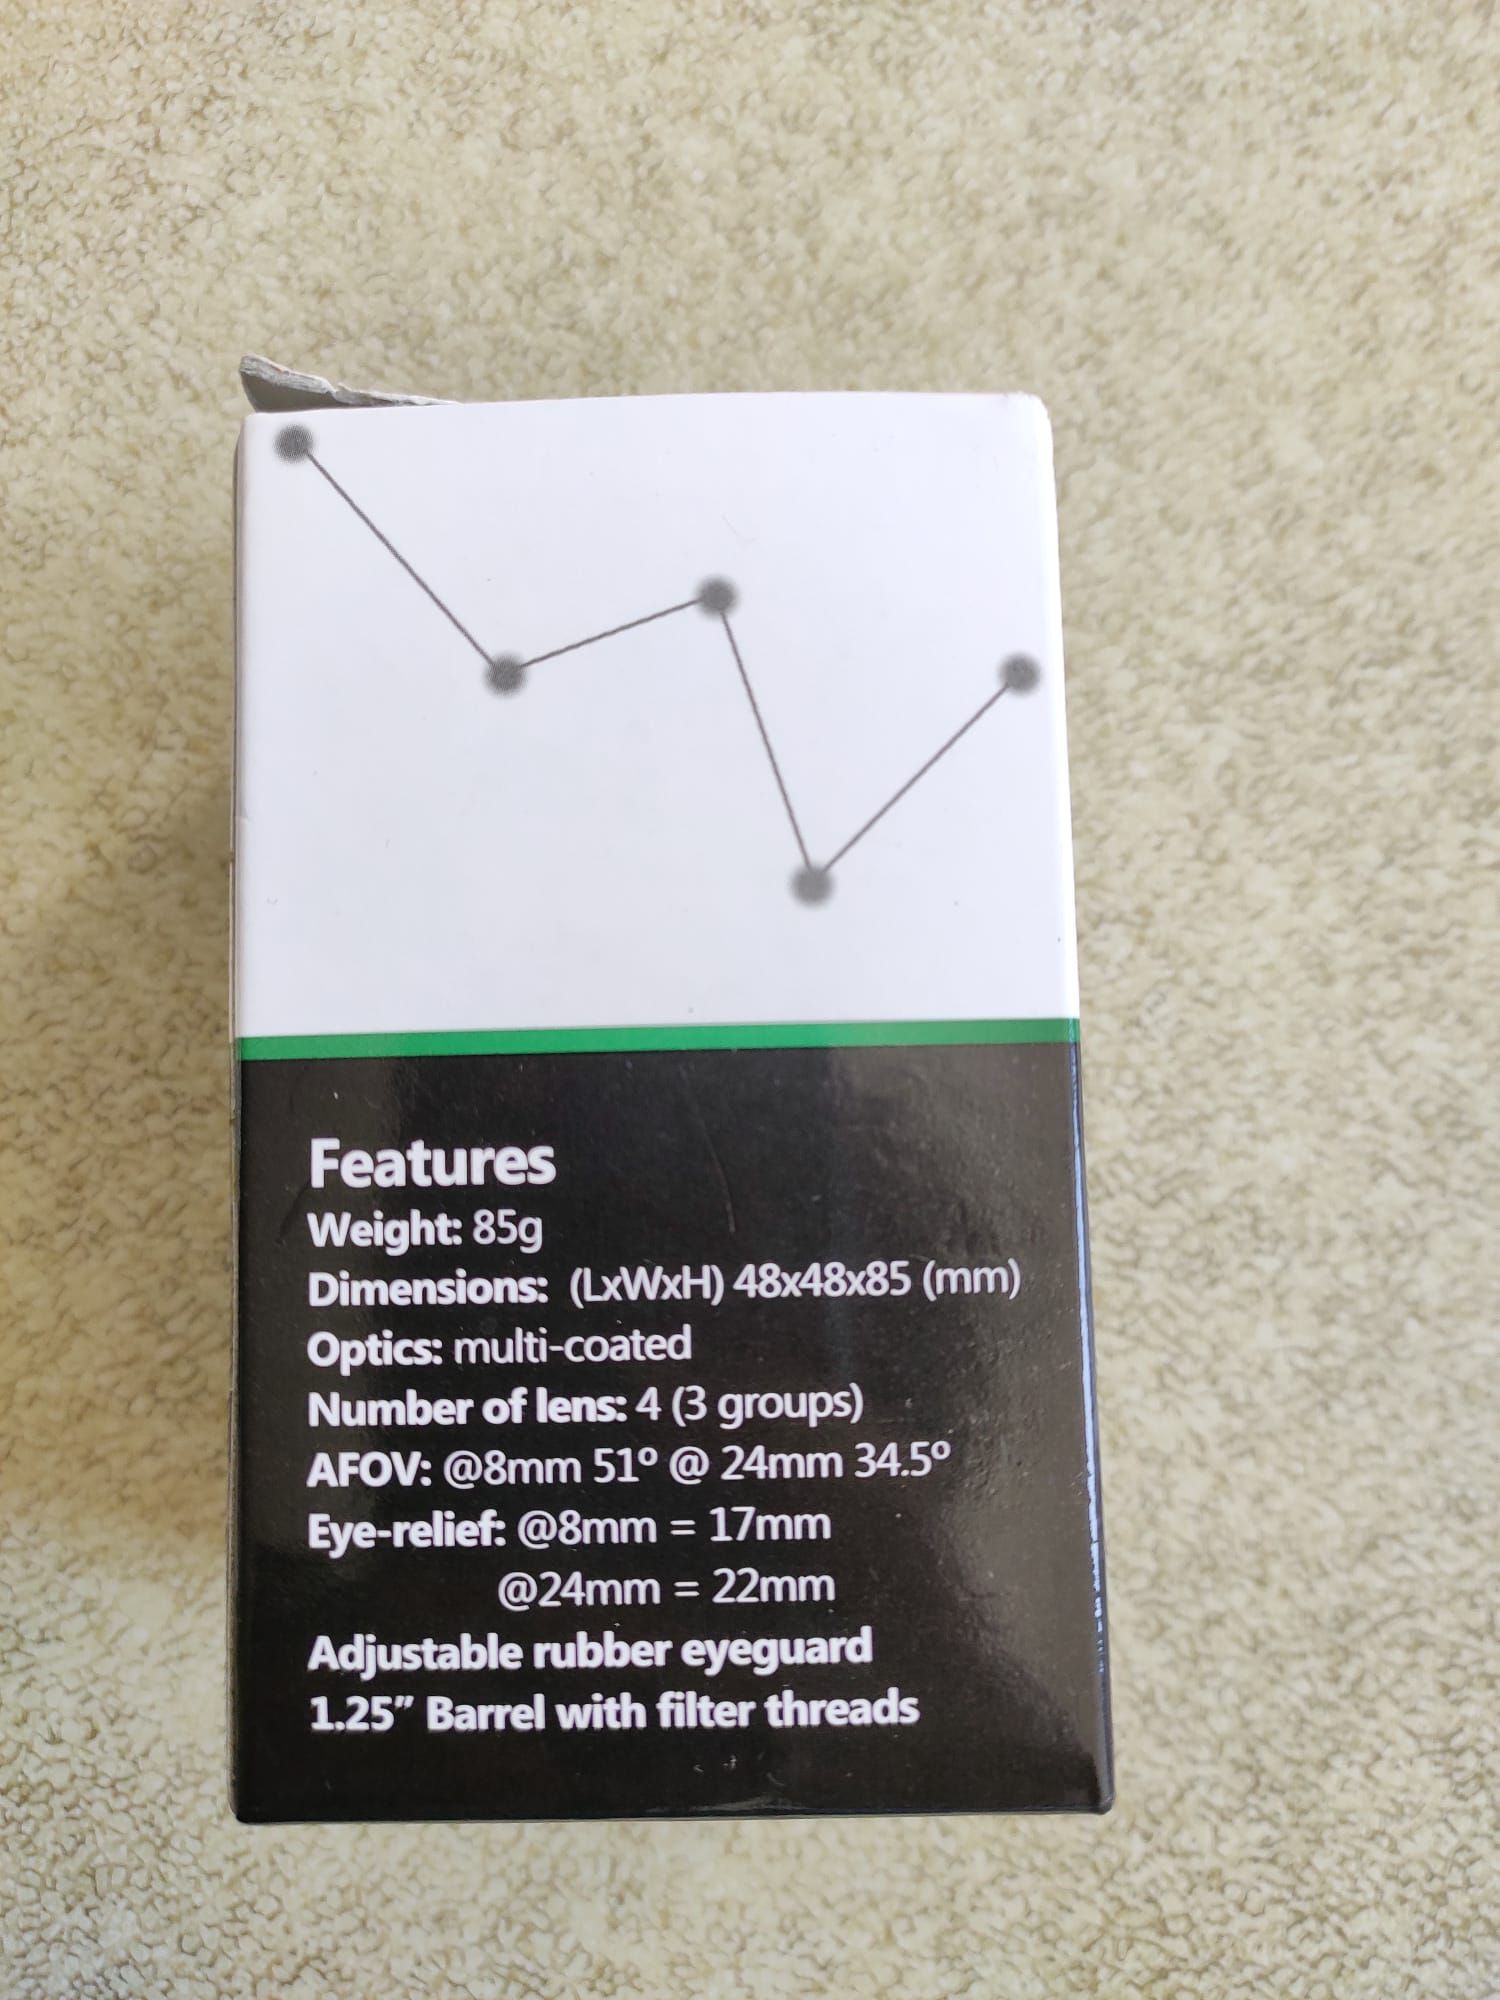 Features
Weight: 85g
Dimensions: (LxWxH) 48x48x85 (mm)
Optics: multi-coated
Number of lens: 4 (3 groups)
AFOV: @8mm 51º @ 24mm 34.5º
Eye-relief: @8mm = 17mm
@24mm = 22mm
Adjustable rubber eyeguard
1.25” Barrel with filter threads